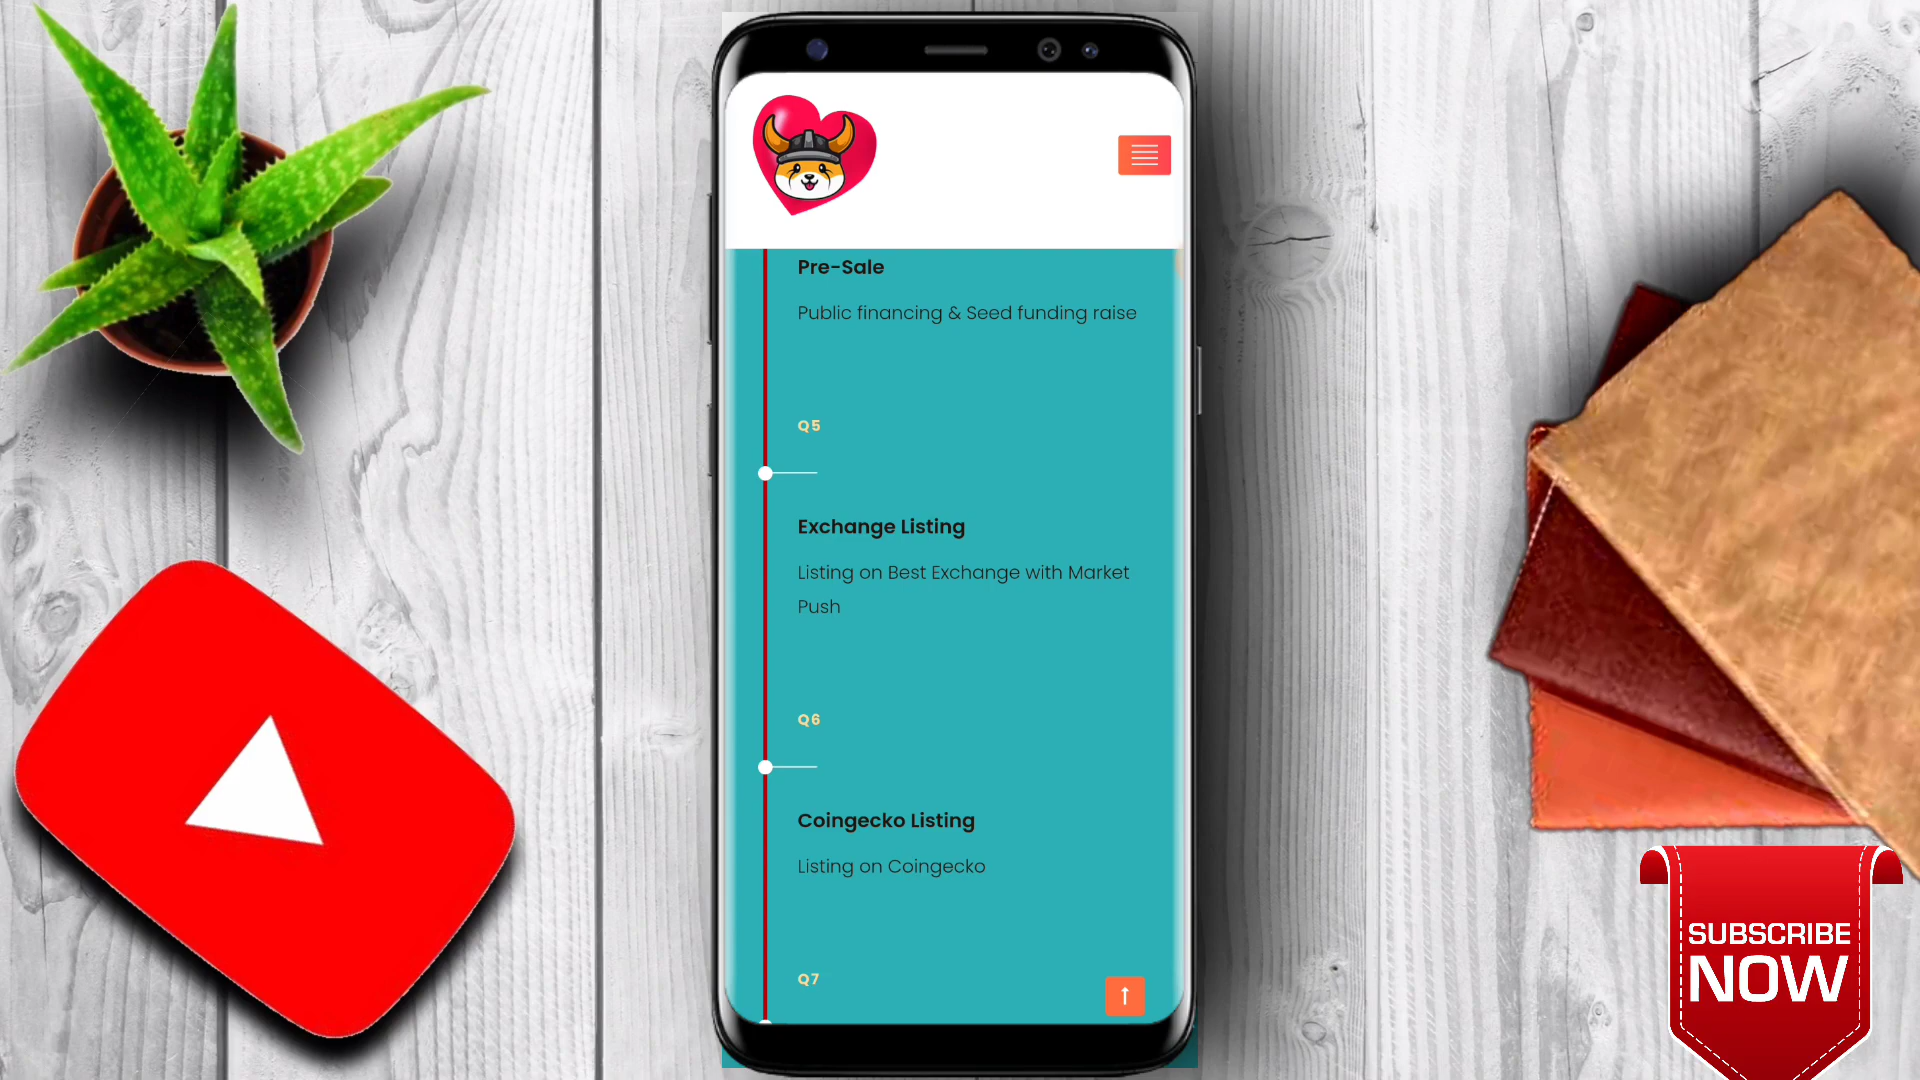 Pre-Sale
Public financing & Seed funding raise
Q5
Exchange Listing
Listing on Best Exchange with Market
Push
Q6
Coingecko Listing
Listing on Coingecko
Q7
SUBSCRIBE
NOW